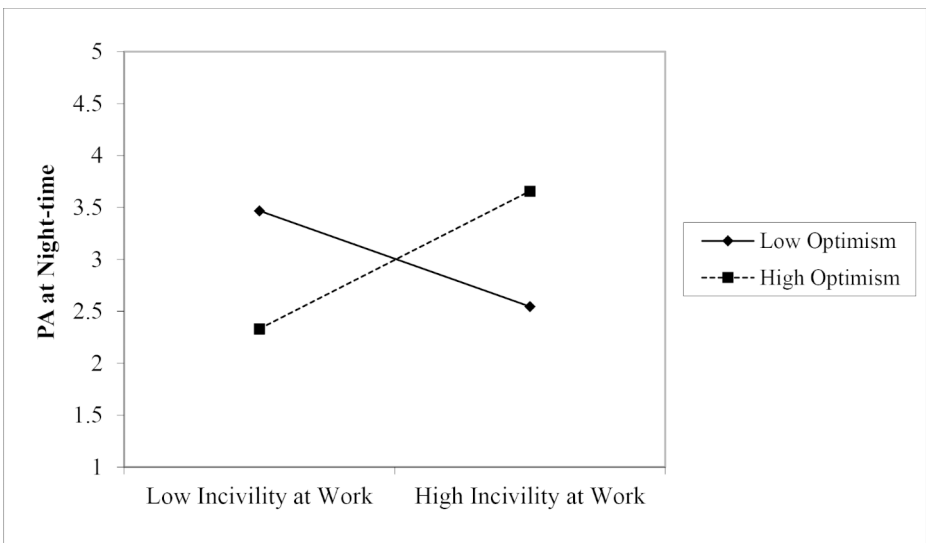 5
4.5
4
3.5
3
2.5
2
1.5
1
PA at Night-time
Low Incivility at Work
High Incivility at Work
Low Optimism
High Optimism